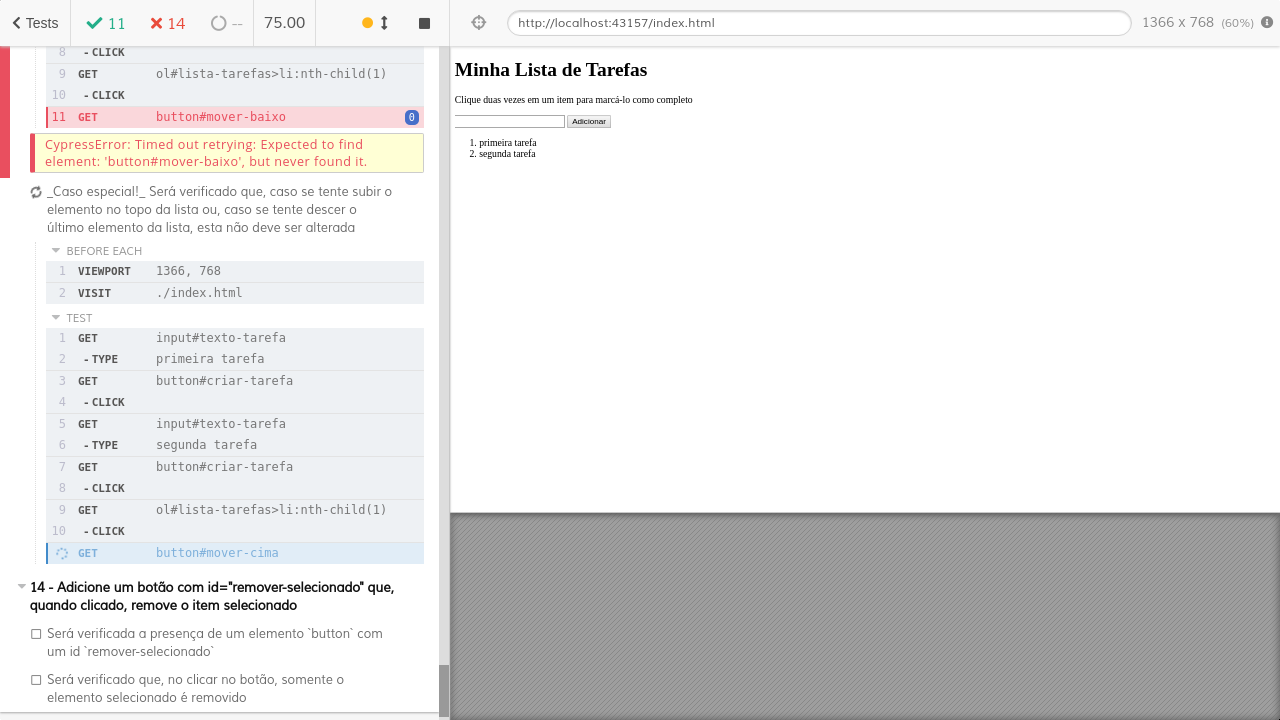 Tests 11 14 -- 75.00 http://localhost:43157/index.html 1366 x 768 (60%)
8 - CLICK
9 GET ol#lista-tarefas>li:nth-child(1)
10 - CLICK
11 GET button#mover-baixo 0
CypressError: Timed out retrying: Expected to find
element: 'button#mover-baixo', but never found it.
_Caso especial!_ Será verificado que, caso se tente subir o
elemento no topo da lista ou, caso se tente descer o
último elemento da lista, esta não deve ser alterada
BEFORE EACH
1 VIEWPORT 1366, 768
2 VISIT ./index.html
TEST
1 GET input#texto-tarefa
2 - TYPE primeira tarefa
3 GET button#criar-tarefa
4 - CLICK
5 GET input#texto-tarefa
6 - TYPE segunda tarefa
7 GET button#criar-tarefa
8 - CLICK
9 GET ol#lista-tarefas>li:nth-child(1)
10 - CLICK
GET button#mover-cima
14 - Adicione um botão com id="remover-selecionado" que,
quando clicado, remove o item selecionado
Será verificada a presença de um elemento `button` com
um id `remover-selecionado`
Será verificado que, no clicar no botão, somente o
elemento selecionado é removido
Minha Lista de Tarefas
Clique duas vezes em um item para marcá-lo como completo
Adicionar
1. primeira tarefa
2. segunda tarefa